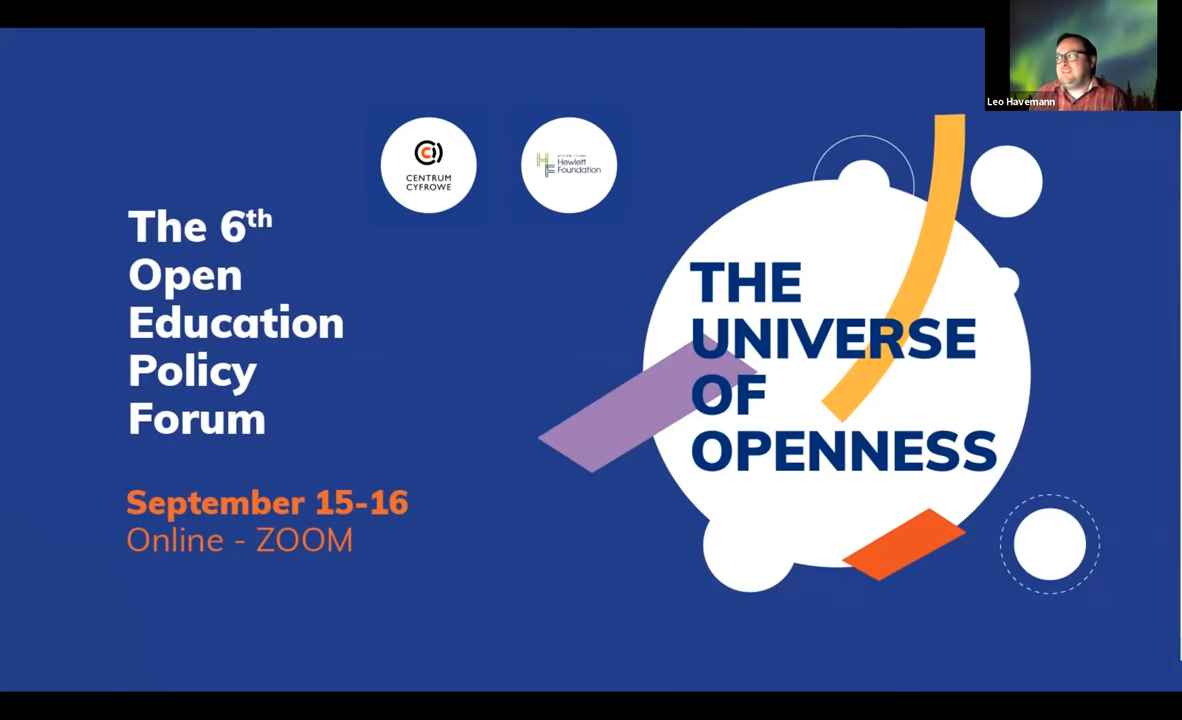 Leo Havemann
CENTRUM
CYFROWE
Hewlett
Foundation
The 6th
Open
Education
Policy
Forum
September 15-16
Online - ZOOM
THE
UNIVERSE
OF
OPENNESS